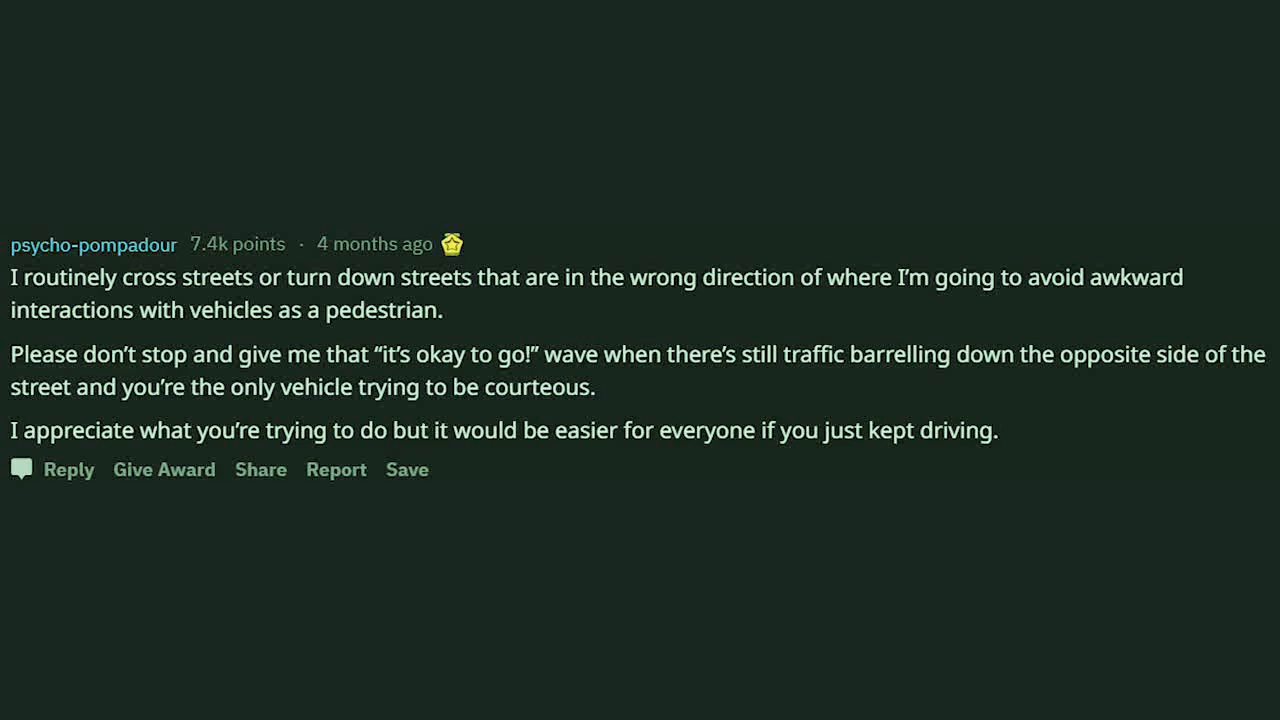 psycho-pompadour 7.4k points · 4 months ago
I routinely cross streets or turn down streets that are in the wrong direction of where I’m going to avoid awkward
interactions with vehicles as a pedestrian.
Please don’t stop and give me that “it’s okay to go!” wave when there’s still traffic barrelling down the opposite side of the
street and you’re the only vehicle trying to be courteous.
I appreciate what you’re trying to do but it would be easier for everyone if you just kept driving.
Reply Give Award Share Report Save